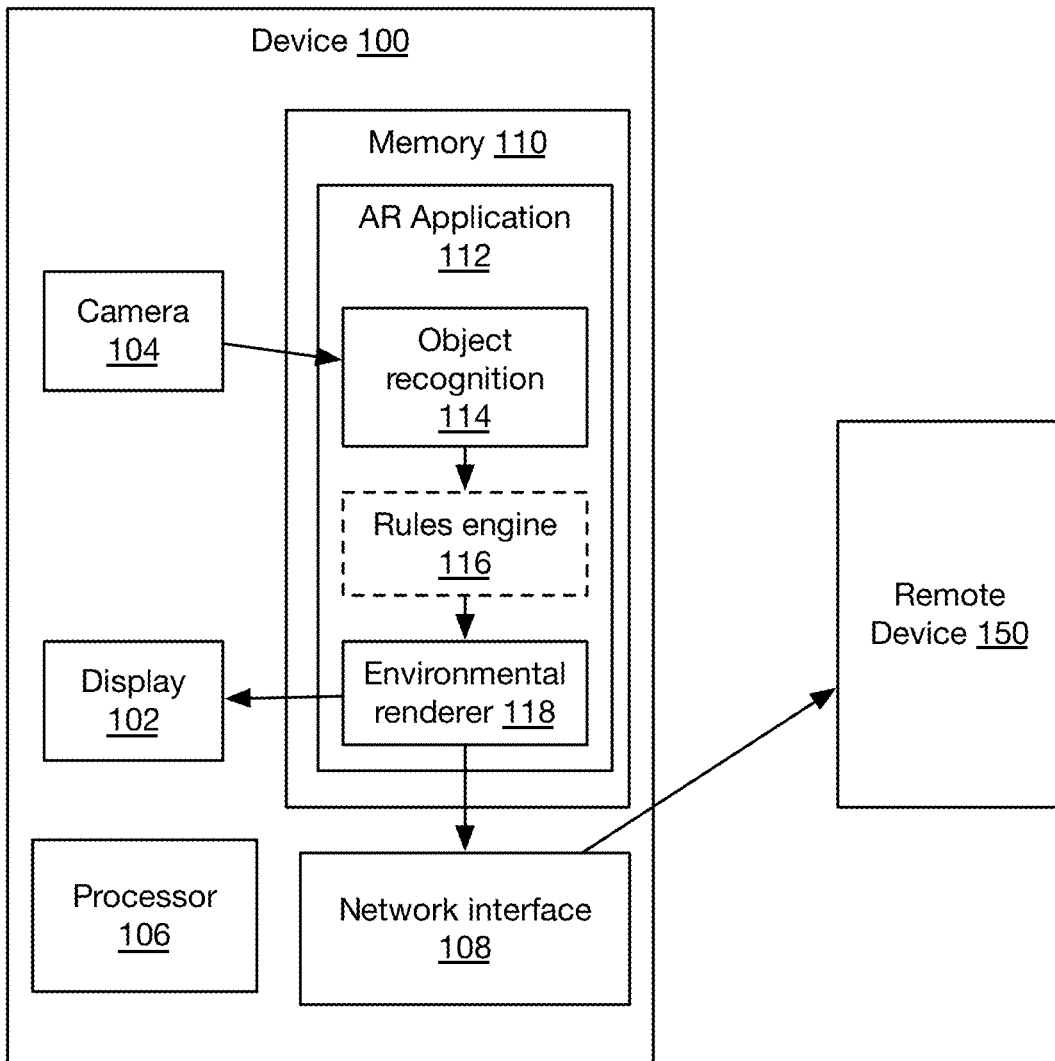 Device 100
Memory 110
AR Application
112
Camera
104
Object
recognition
114
Rules engine
116
Remote
Device 150
Environmental
renderer 118
Display
102
Processor
106
Network interface
108